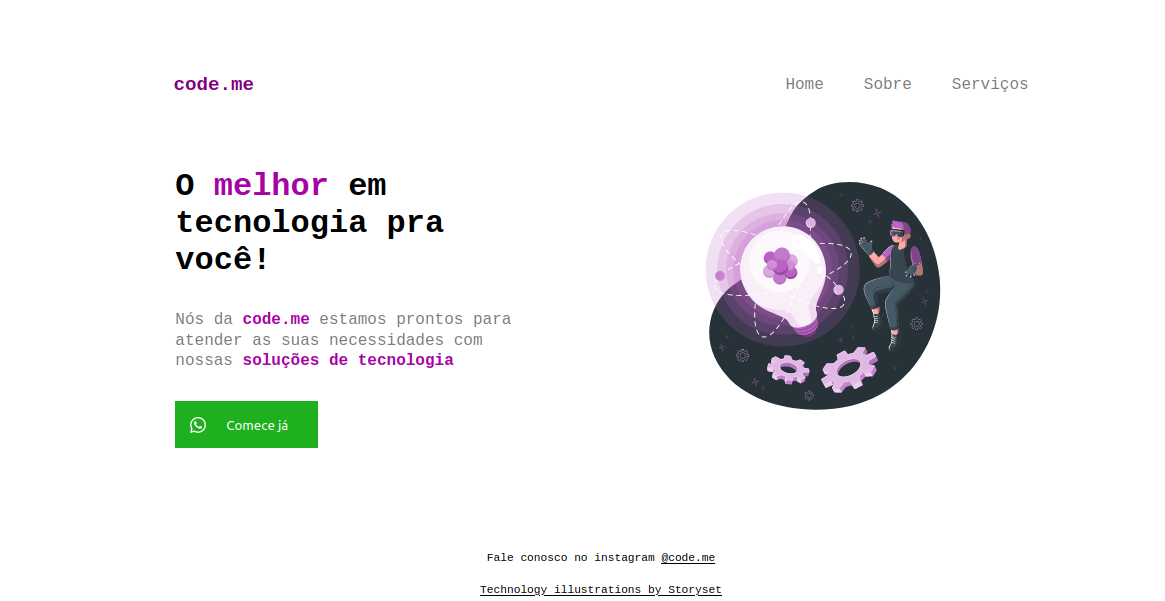 code.me
Home Sobre Serviços
O melhor em
tecnologia pra
você!
Nós da code.me estamos prontos para
atender as suas necessidades com
nossas soluções de tecnologia
Comece já
Fale conosco no instagram @code.me
Technology illustrations by Storyset